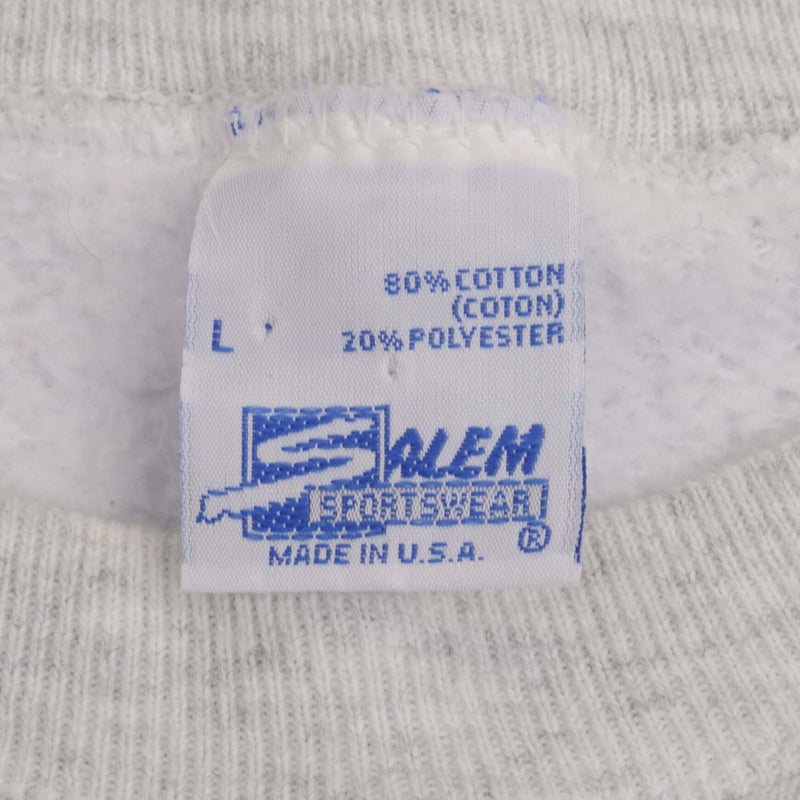 80% COTTON
(COTON)
L 20% POLYESTER
SALEM
SPORTSWEAR
®
MADE IN U.S.A.